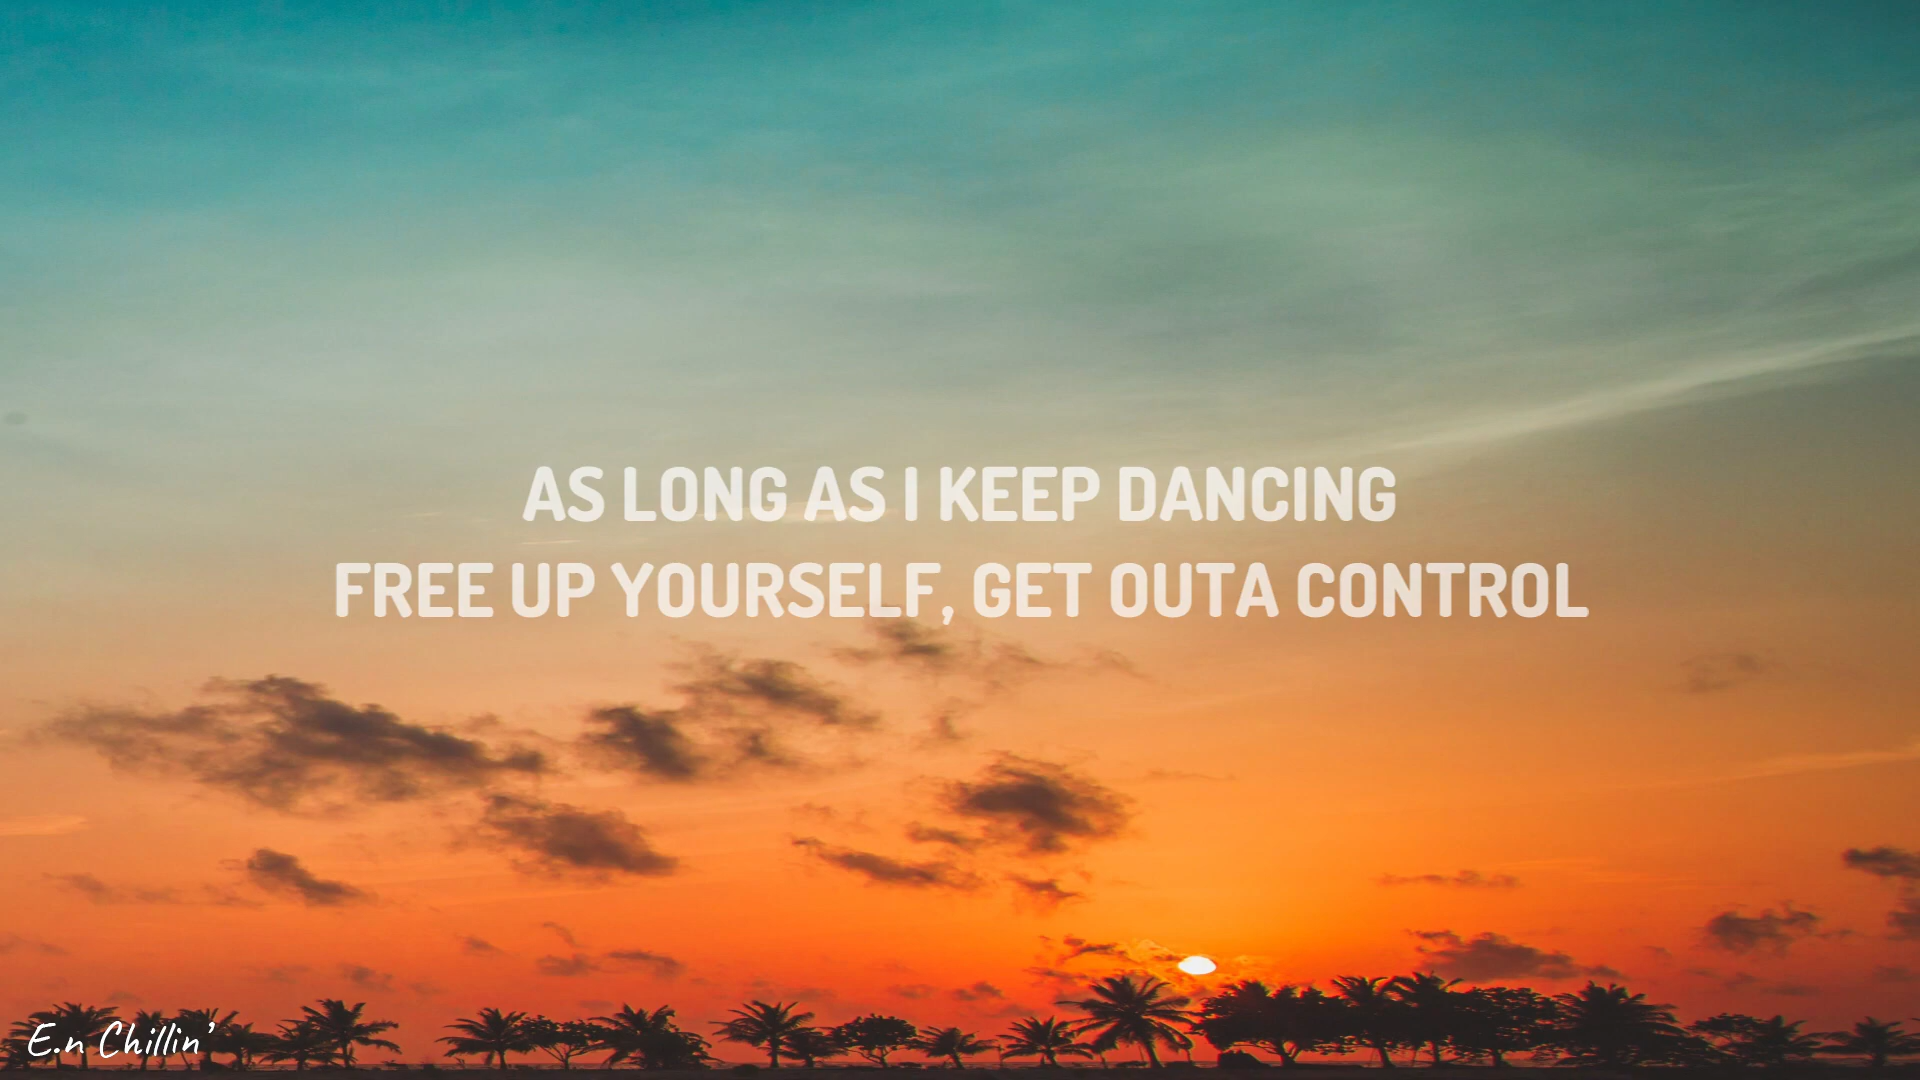 AS LONG AS I KEEP DANCING
FREE UP YOURSELF, GET OUTA CONTROL
E.n Chillin'